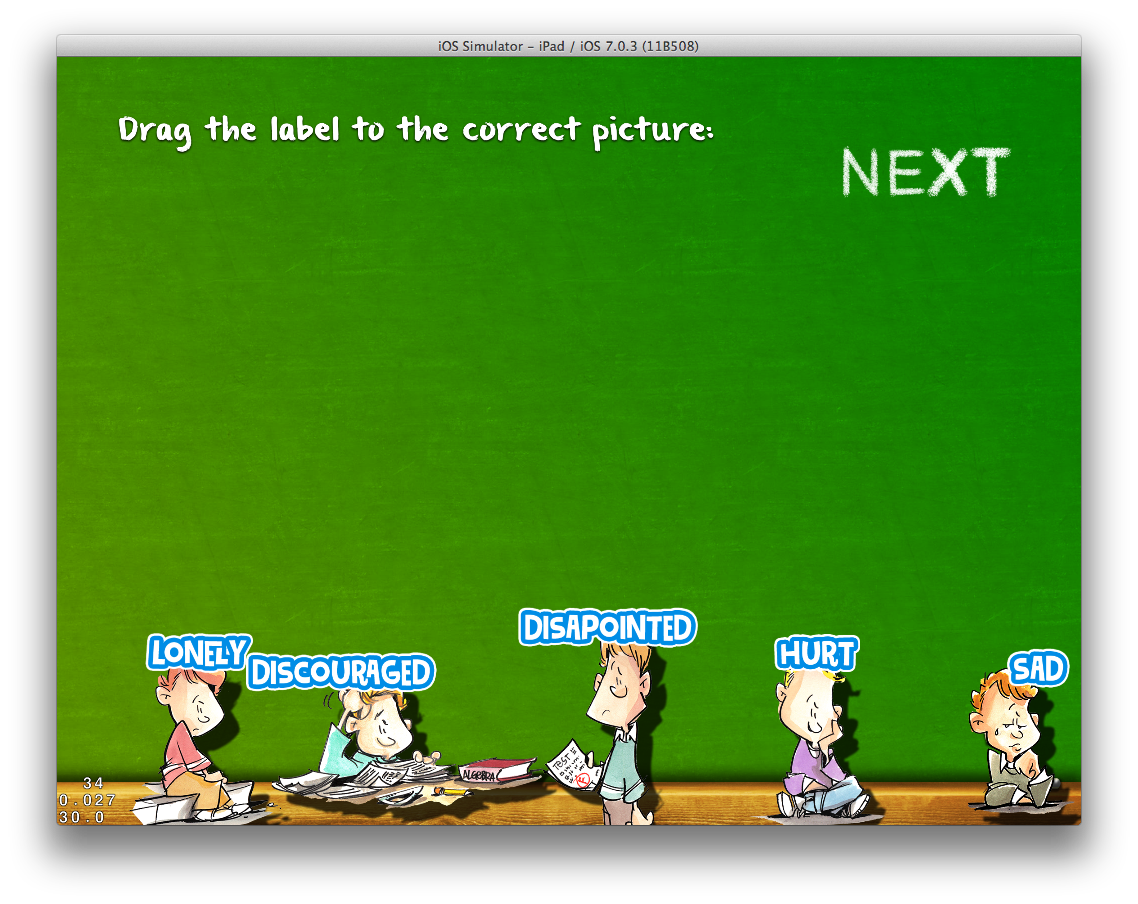 iOS Simulator – iPad / iOS 7.0.3 (11B508)
Drag the label to the correct picture:
NEXT
DISAPOINTED
LONELY
HURT
DISCOURAGED
SAD
TEST
ALGEBRA
34
0.027
30.0